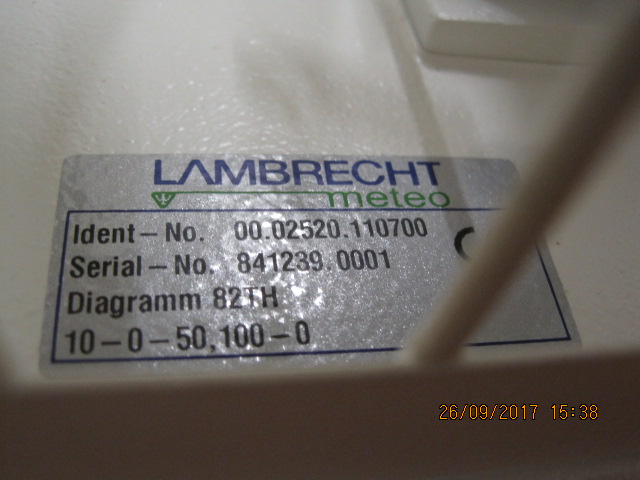 LAMBRECHT
meteo
Ident-No. 00.02520.110700
Serial-No. 841239.0001
Diagramm 82TH
10-0-50,100-0
26/09/2017 15:38